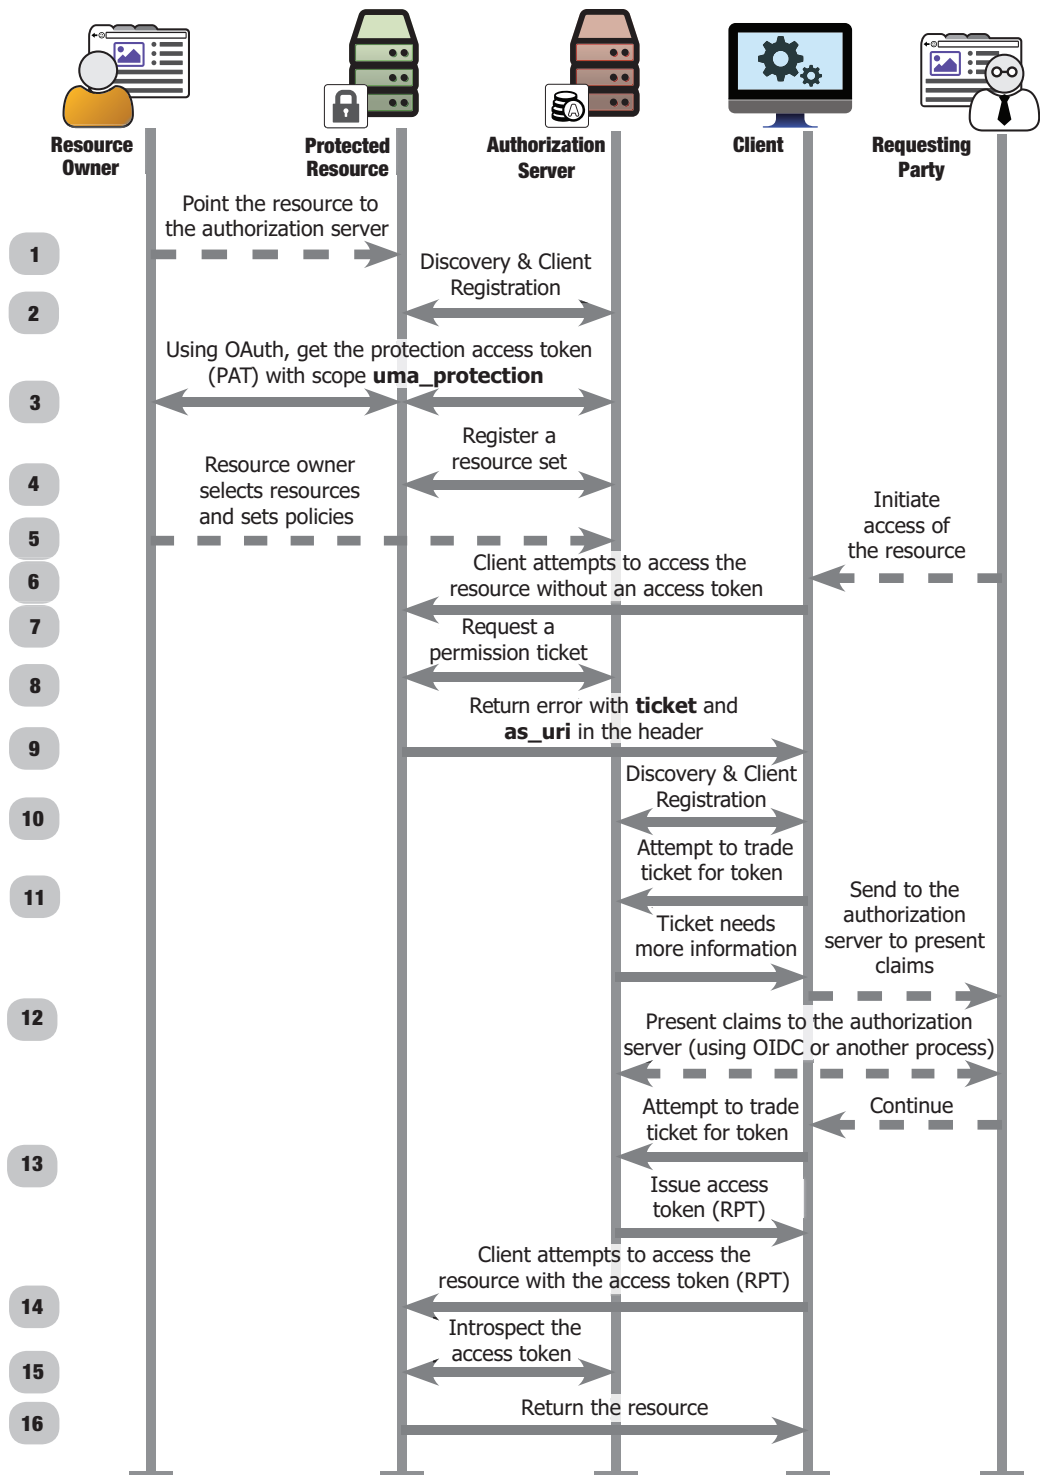 Resource
Owner
Protected
Resource
Authorization
Server
Client
Requesting
Party
Point the resource to
the authorization server
1
Discovery & Client
Registration
2
Using OAuth, get the protection access token
(PAT) with scope uma_protection
3
Register a
resource set
4
Resource owner
selects resources
and sets policies
5
Initiate
access of
the resource
6
Client attempts to access the
resource without an access token
7
Request a
permission ticket
8
Return error with ticket and
as_uri in the header
9
Discovery & Client
Registration
10
Attempt to trade
ticket for token
11
Ticket needs
more information
Send to the
authorization
server to present
claims
12
Present claims to the authorization
server (using OIDC or another process)
Continue
Attempt to trade
ticket for token
13
Issue access
token (RPT)
Client attempts to access the
resource with the access token (RPT)
14
Introspect the
access token
15
Return the resource
16